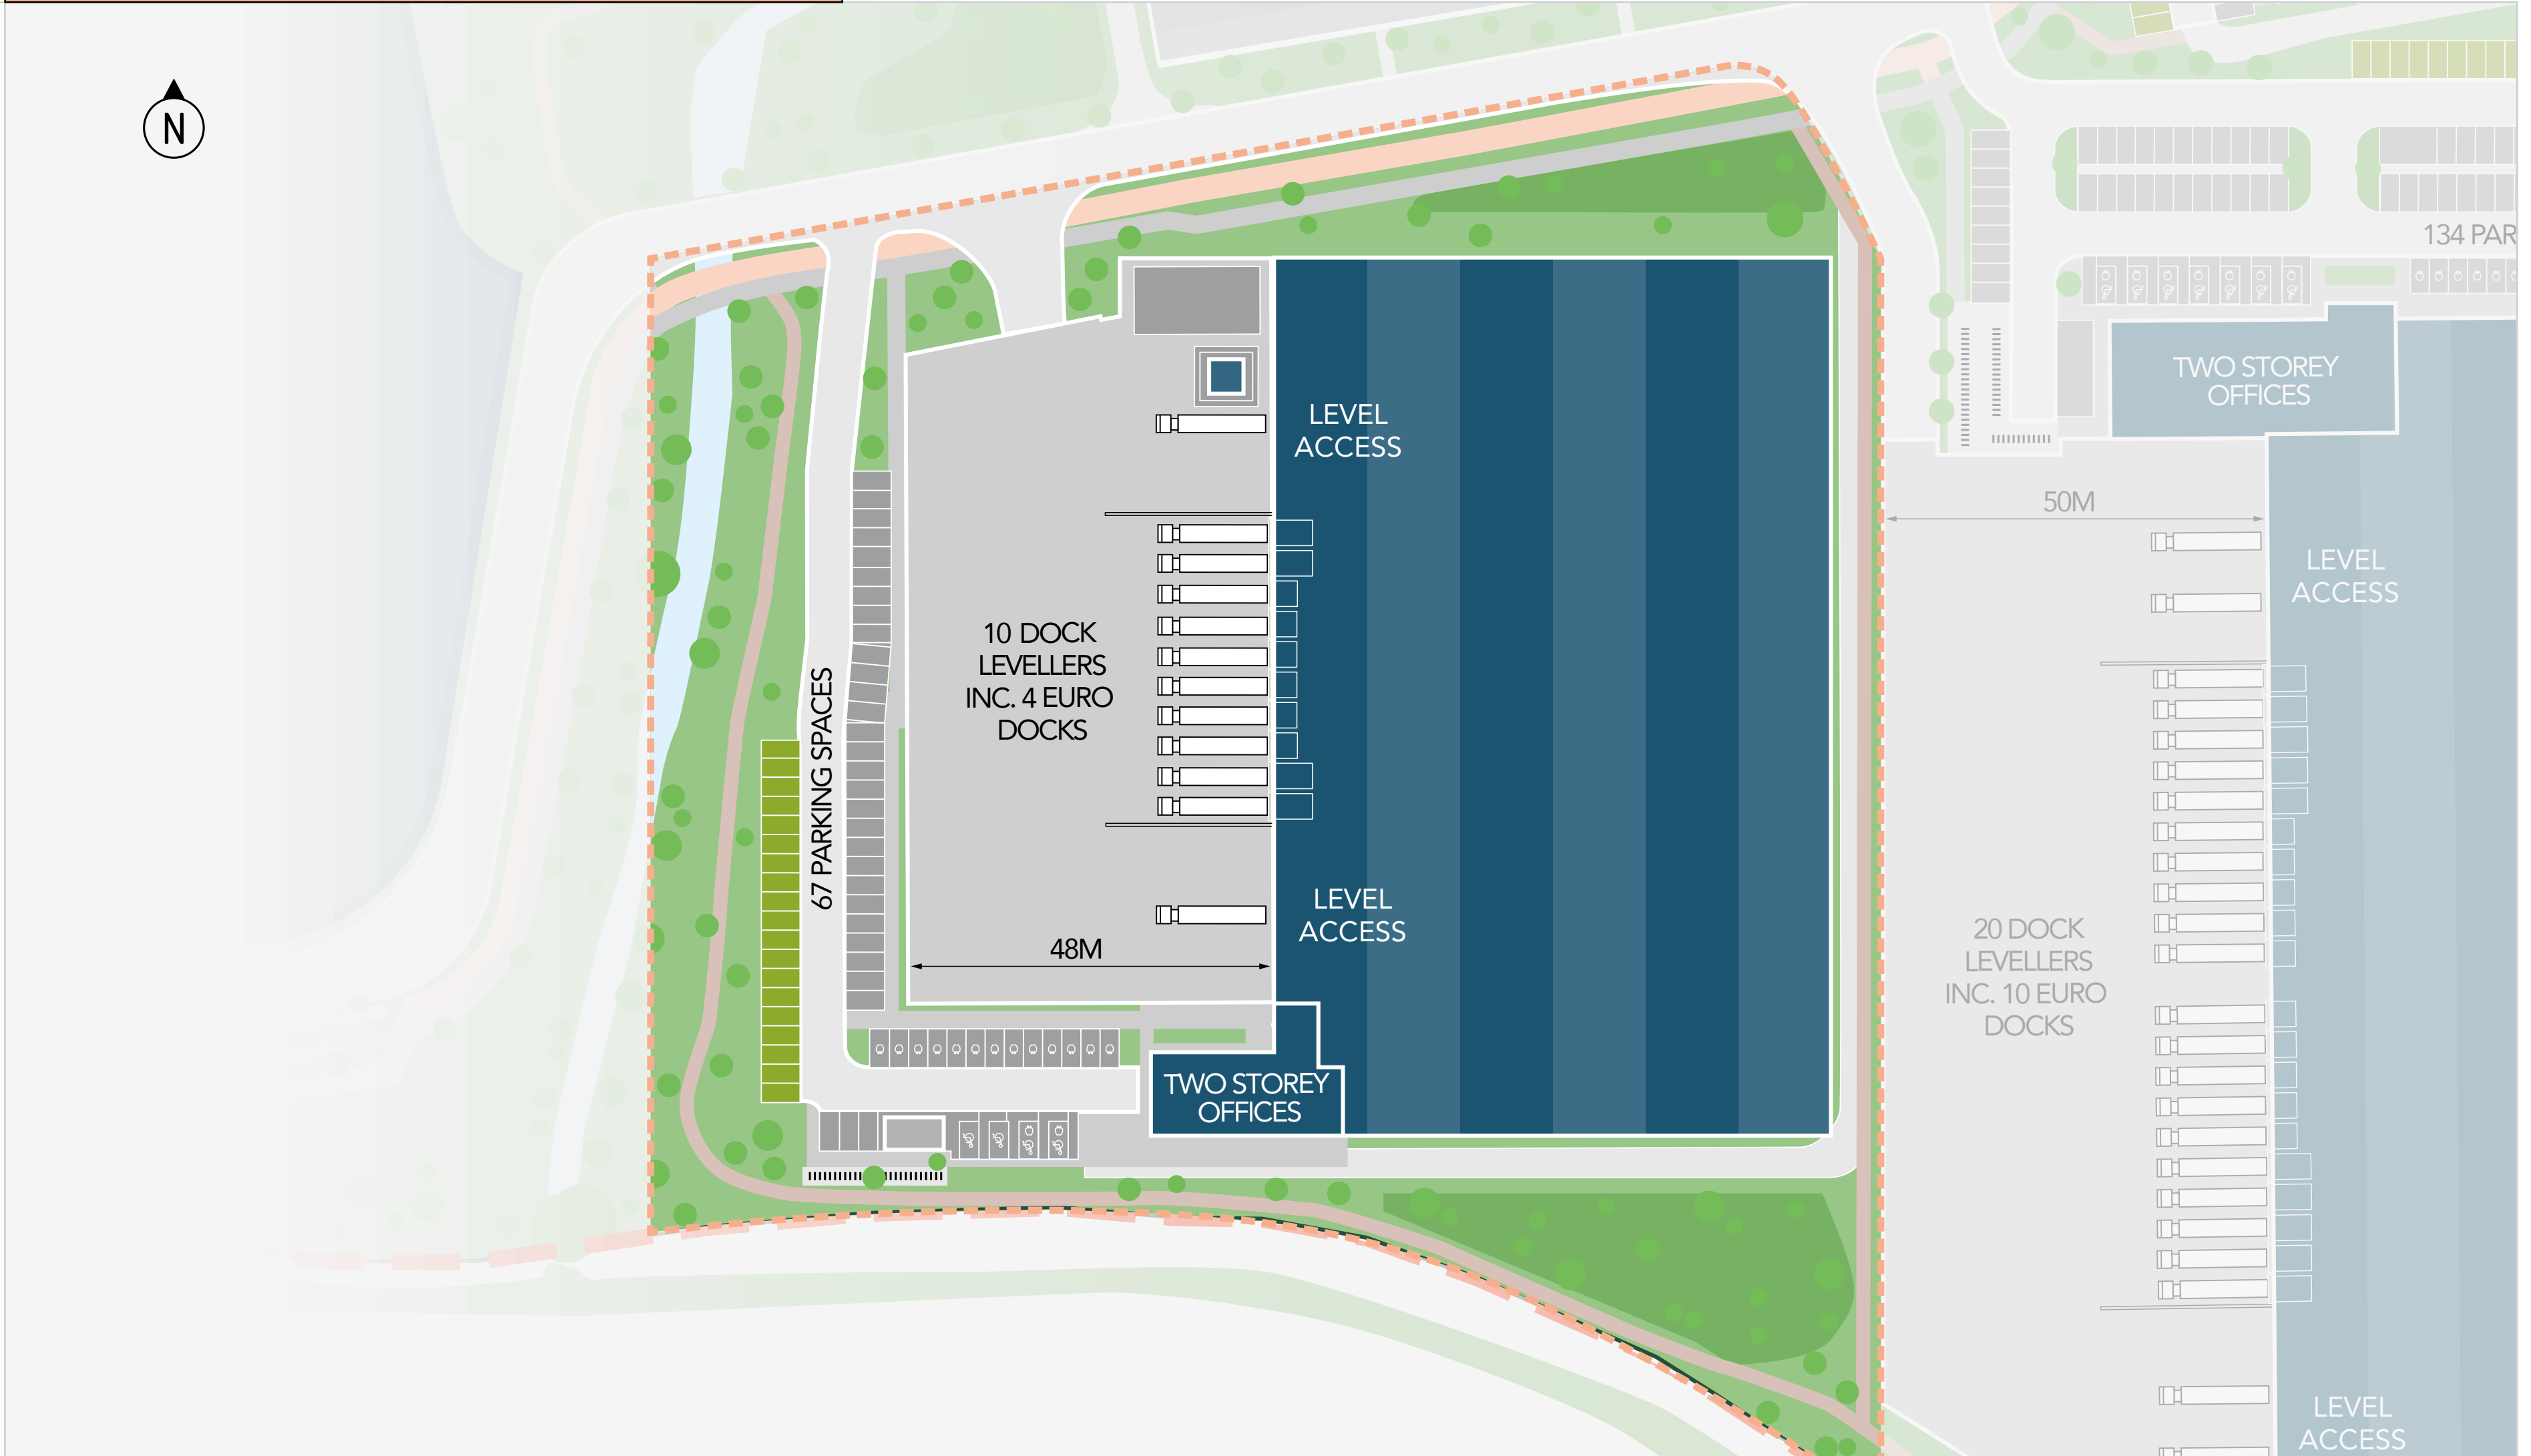 N
134 PAR
TWO STOREY
OFFICES
LEVEL
ACCESS
50M
LEVEL
ACCESS
10 DOCK
LEVELLERS
INC. 4 EURO
DOCKS
67 PARKING SPACES
LEVEL
ACCESS
48M
20 DOCK
LEVELLERS
INC. 10 EURO
DOCKS
TWO STOREY
OFFICES
LEVEL
ACCESS